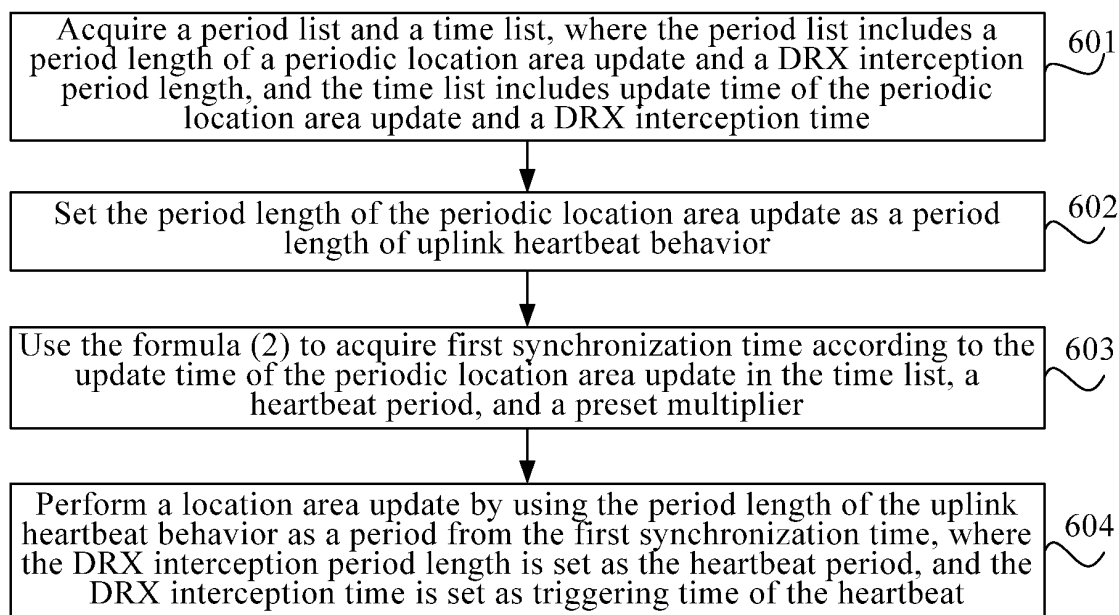 Acquire a period list and a time list, where the period list includes a
period length of a periodic location area update and a DRX interception
period length, and the time list includes update time of the periodic
location area update and a DRX interception time
601
Set the period length of the periodic location area update as a period
length of uplink heartbeat behavior
602
Use the formula (2) to acquire first synchronization time according to the
update time of the periodic location area update in the time list, a
heartbeat period, and a preset multiplier
603
Perform a location area update by using the period length of the uplink
heartbeat behavior as a period from the first synchronization time, where
the DRX interception period length is set as the heartbeat period, and the
DRX interception time is set as triggering time of the heartbeat
604